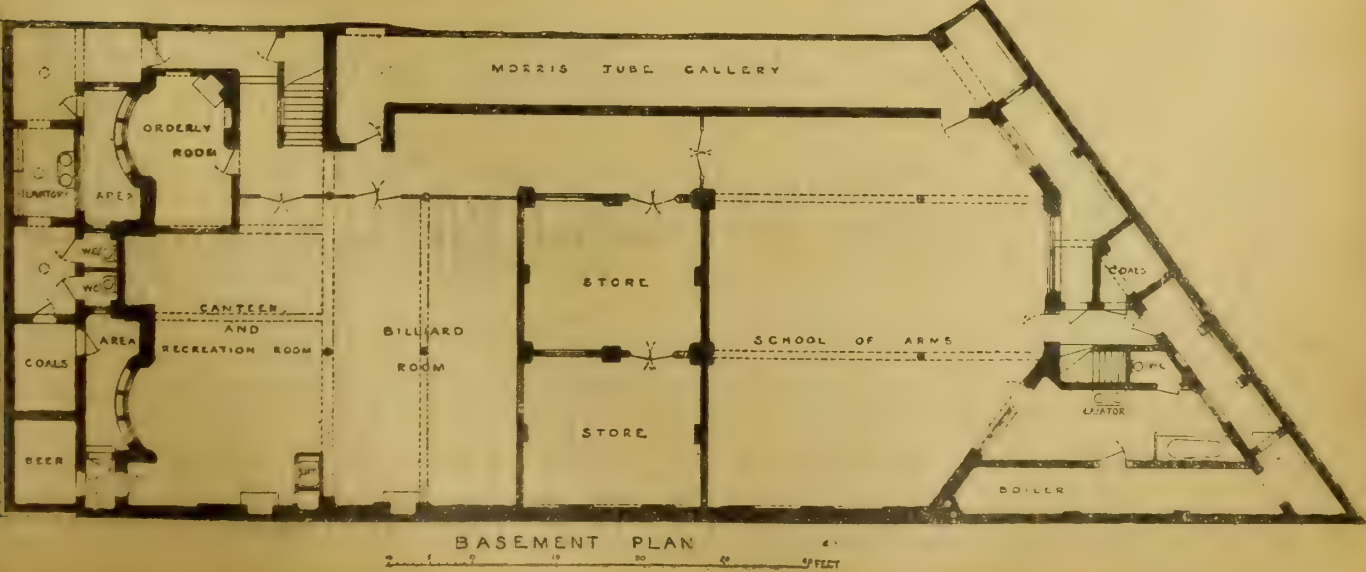 MORRIS TUBE GALLERY
ORDERLY
ROOM
LAVATORY
AREA
WC
WC
CANTEEN
AND
RECREATION ROOM
AREA
BILLIARD
ROOM
STORE
SCHOOL OF ARMS
COALS
COALS
STORE
LAVATOR
BEER
BOILER
BASEMENT PLAN
FEET